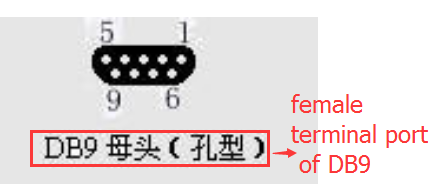 5 1
9 6
DB9 母头（孔型）
female
terminal port
of DB9